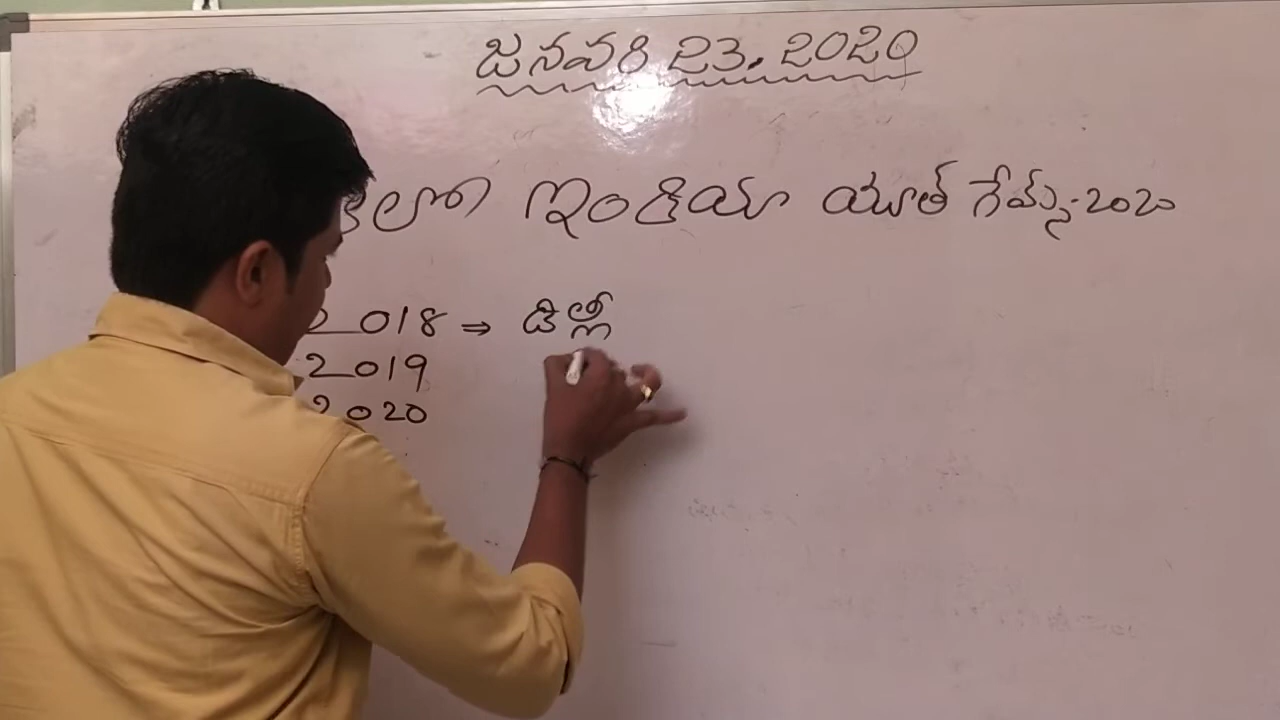 జనవరి 23, 2020
ఇండియా యూత్ గేమ్స్-2020
2018 ⇒ ఢిల్లీ
2019
2020